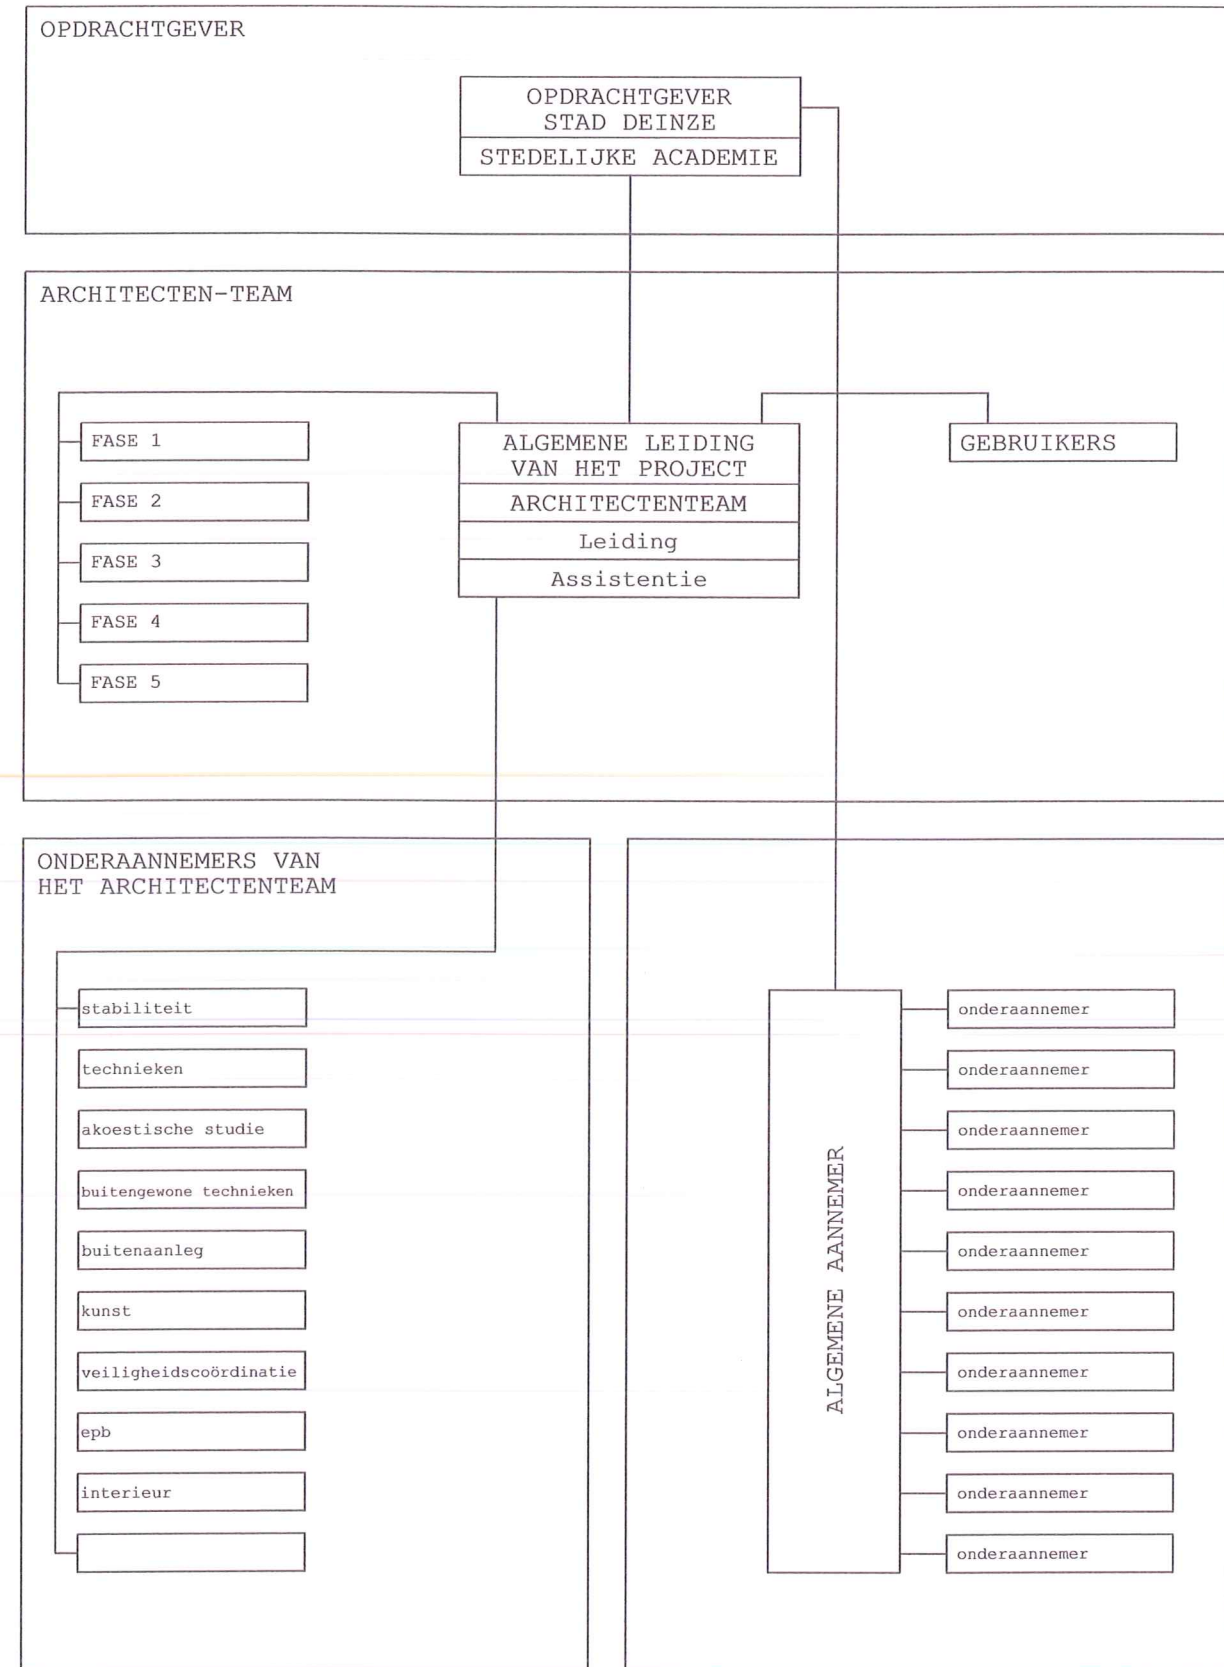 OPDRACHTGEVER
OPDRACHTGEVER
STAD DEINZE
STEDELIJKE ACADEMIE
ARCHITECTEN-TEAM
FASE 1
FASE 2
FASE 3
FASE 4
FASE 5
ALGEMENE LEIDING
VAN HET PROJECT
ARCHITECTENTEAM
Leiding
Assistentie
GEBRUIKERS
ONDERAANNEMERS VAN
HET ARCHITECTENTEAM
stabiliteit
technieken
akoestische studie
buitengewone technieken
buitenaanleg
kunst
veiligheidscoördinatie
epb
interieur
ALGEMENE AANNEMER
onderaannemer
onderaannemer
onderaannemer
onderaannemer
onderaannemer
onderaannemer
onderaannemer
onderaannemer
onderaannemer
onderaannemer